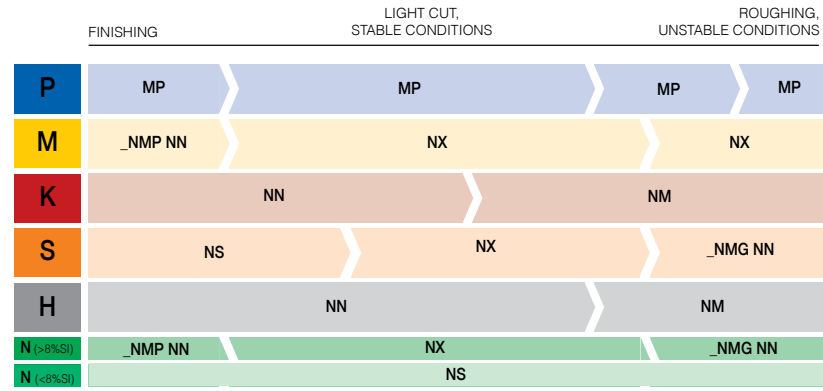 FINISHING
LIGHT CUT,
STABLE CONDITIONS
ROUGHING,
UNSTABLE CONDITIONS
P MP MP MP MP
M _NMP NN NX NX
K NN NM
S NS NX _NMG NN
H NN NM
N (>8%SI) _NMP NN NX _NMG NN
N (<8%SI) NS